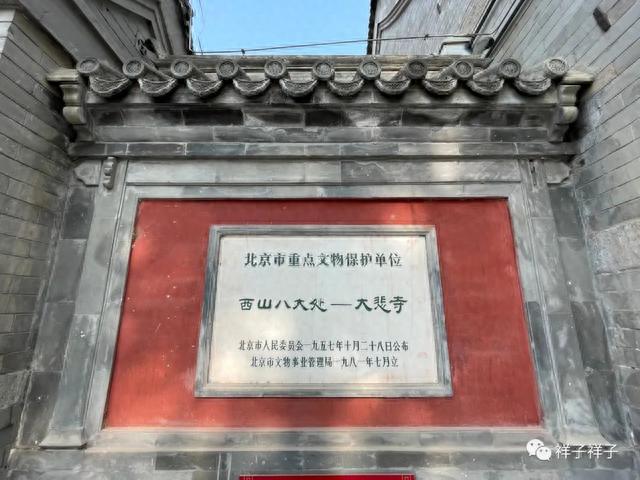 北京市重点文物保护单位
西山八大处—大悲寺
北京市人民委员会一九五七年十月二十八日公布
北京市文物事业管理局一九八一年七月立
祥子祥子